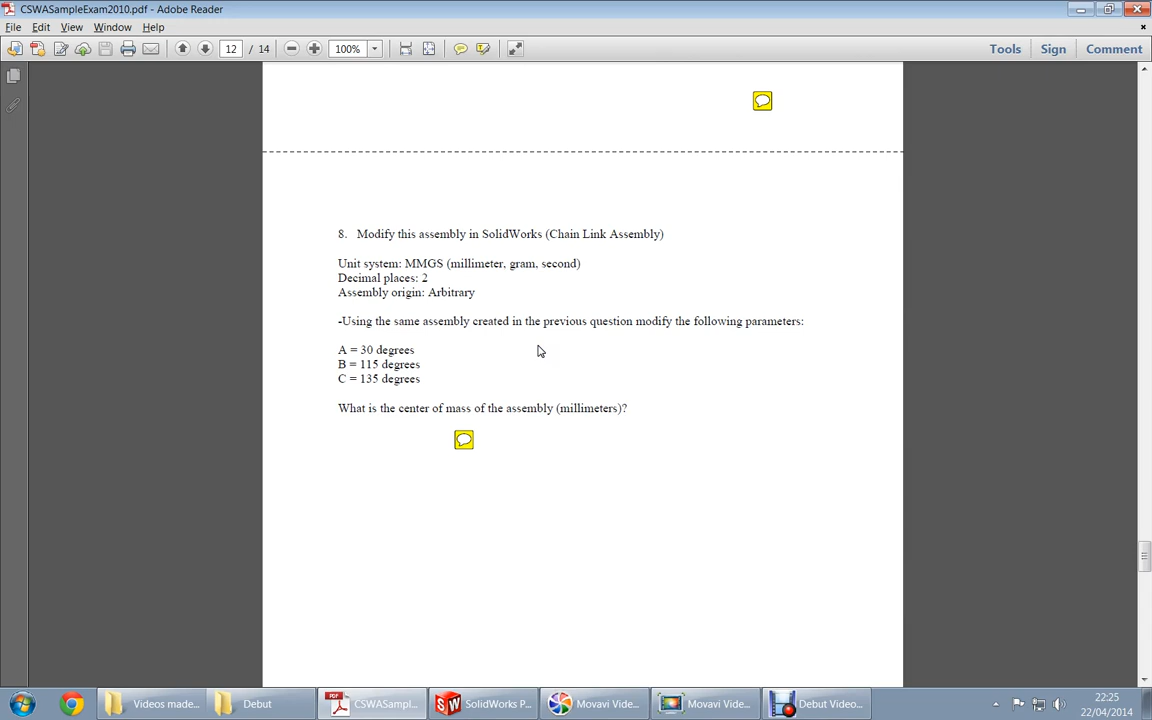 CSWASampleExam2010.pdf - Adobe Reader
File Edit View Window Help
12 / 14 100% Tools Sign Comment
8. Modify this assembly in SolidWorks (Chain Link Assembly)
Unit system: MMGS (millimeter, gram, second)
Decimal places: 2
Assembly origin: Arbitrary
-Using the same assembly created in the previous question modify the following parameters:
A = 30 degrees
B = 115 degrees
C = 135 degrees
What is the center of mass of the assembly (millimeters)?
Videos made... Debut CSWASampl... SolidWorks P... Movavi Vide... Movavi Vide... Debut Video... 22:25
22/04/2014